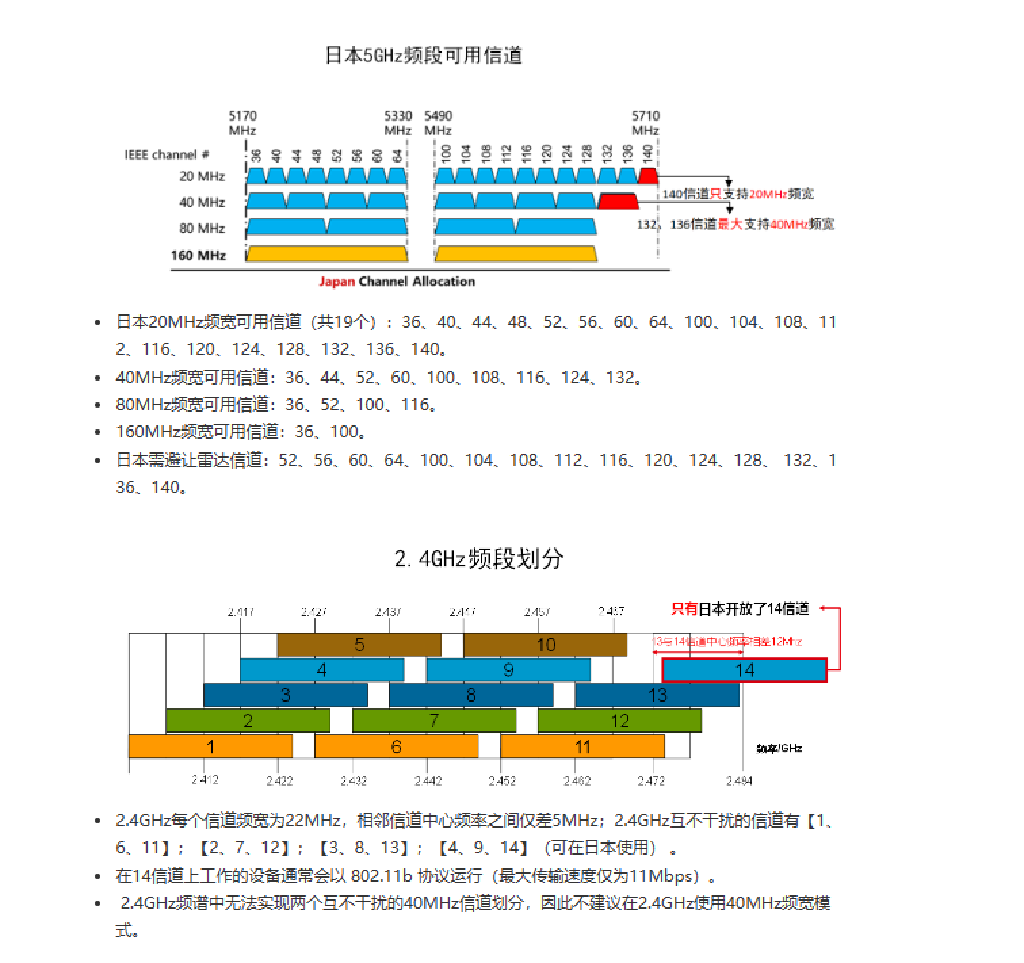 日本5GHz频段可用信道
5170 5330 5490 5710
MHz MHz MHz MHz
IEEE channel # 36 40 44 48 52 56 60 64 100 104 108 112 116 120 124 128 132 136 140
20 MHz
140信道只支持20MHz频宽
40 MHz
80 MHz
132、136信道最大支持40MHz频宽
160 MHz
Japan Channel Allocation
• 日本20MHz频宽可用信道（共19个）：36、40、44、48、52、56、60、64、100、104、108、11
2、116、120、124、128、132、136、140。
• 40MHz频宽可用信道：36、44、52、60、100、108、116、124、132。
• 80MHz频宽可用信道：36、52、100、116。
• 160MHz频宽可用信道：36、100。
• 日本需避让雷达信道：52、56、60、64、100、104、108、112、116、120、124、128、 132、1
36、140。
2.4GHz频段划分
只有日本开放了14信道
2.417 2.427 2.437 2.447 2.457 2.467
13与14信道中心频率相差12MHz
5 10
4 9 14
3 8 13
2 7 12
1 6 11
频率/GHz
2.412 2.422 2.432 2.442 2.452 2.462 2.472 2.484
• 2.4GHz每个信道频宽为22MHz，相邻信道中心频率之间仅差5MHz；2.4GHz互不干扰的信道有【1、
6、11】；【2、7、12】；【3、8、13】；【4、9、14】（可在日本使用） 。
• 在14信道上工作的设备通常会以 802.11b 协议运行（最大传输速度仅为11Mbps）。
• 2.4GHz频谱中无法实现两个互不干扰的40MHz信道划分，因此不建议在2.4GHz使用40MHz频宽模
式。